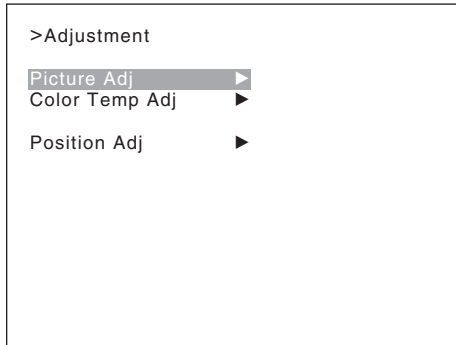 >Adjustment
Picture Adj ▶
Color Temp Adj ▶
Position Adj ▶